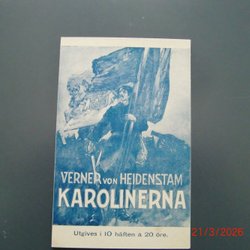 VERNER VON HEIDENSTAM
KAROLINERNA
Utgives i 10 häften à 20 öre.
21/3/2026